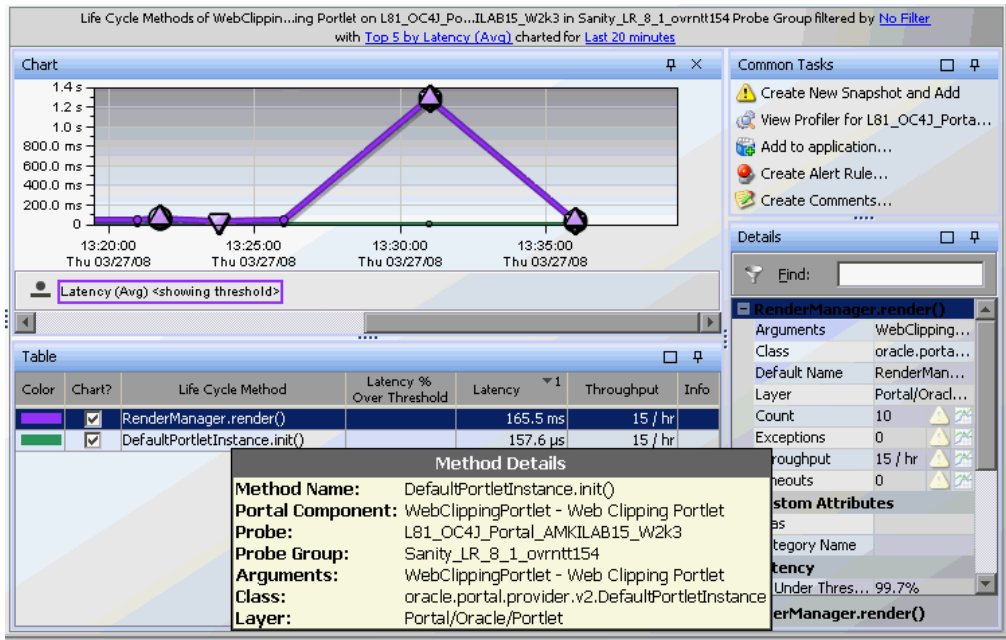 Life Cycle Methods of WebClippin...ing Portlet on L81_OC4J_Po...ILAB15_W2k3 in Sanity_LR_8_1_ovrntt154 Probe Group filtered by No Filter
with Top 5 by Latency (Avg) charted for Last 20 minutes
Chart
1.4 s
1.2 s
1.0 s
800.0 ms
600.0 ms
400.0 ms
200.0 ms
0
13:20:00 13:25:00 13:30:00 13:35:00
Thu 03/27/08 Thu 03/27/08 Thu 03/27/08 Thu 03/27/08
Latency (Avg) <showing threshold>
Table
Color Chart? Life Cycle Method Latency % Over Threshold Latency 1 Throughput Info
RenderManager.render() 165.5 ms 15 / hr
DefaultPortletInstance.init() 157.6 µs 15 / hr
Method Details
Method Name: DefaultPortletInstance.init()
Portal Component: WebClippingPortlet - Web Clipping Portlet
Probe: L81_OC4J_Portal_AMKILAB15_W2k3
Probe Group: Sanity_LR_8_1_ovrntt154
Arguments: WebClippingPortlet - Web Clipping Portlet
Class: oracle.portal.provider.v2.DefaultPortletInstance
Layer: Portal/Oracle/Portlet
Common Tasks
Create New Snapshot and Add
View Profiler for L81_OC4J_Porta...
Add to application...
Create Alert Rule...
Create Comments...
Details
Find:
RenderManager.render()
Arguments WebClipping...
Class oracle.porta...
Default Name RenderMan...
Layer Portal/Oracl...
Count 10
Exceptions 0
roughput 15 / hr
meouts 0
stom Attributes
as
tegory Name
tency
Under Thres... 99.7%
erManager.render()